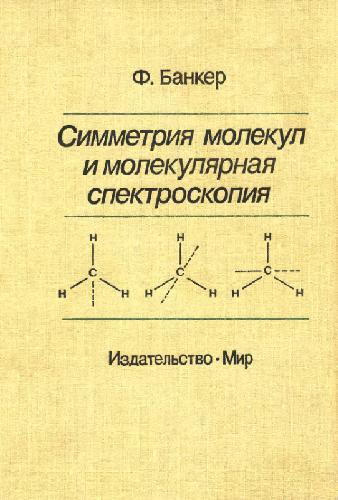 Ф. Банкер
Симметрия молекул
и молекулярная
спектроскопия
H H H
C C C
H H H H H H
Издательство · Мир